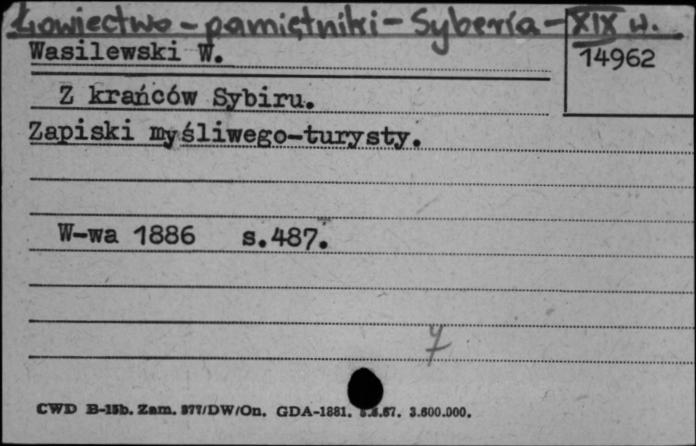 Łowiectwo - pamiętniki - Syberia - XIX w.
Wasilewski W.
14962
Z krańców Sybiru.
Zapiski myśliwego-turysty.
W-wa 1886 s.487.
CWD B-15b. Zam. 877/DW/On. GDA-1881. 3.600.000.